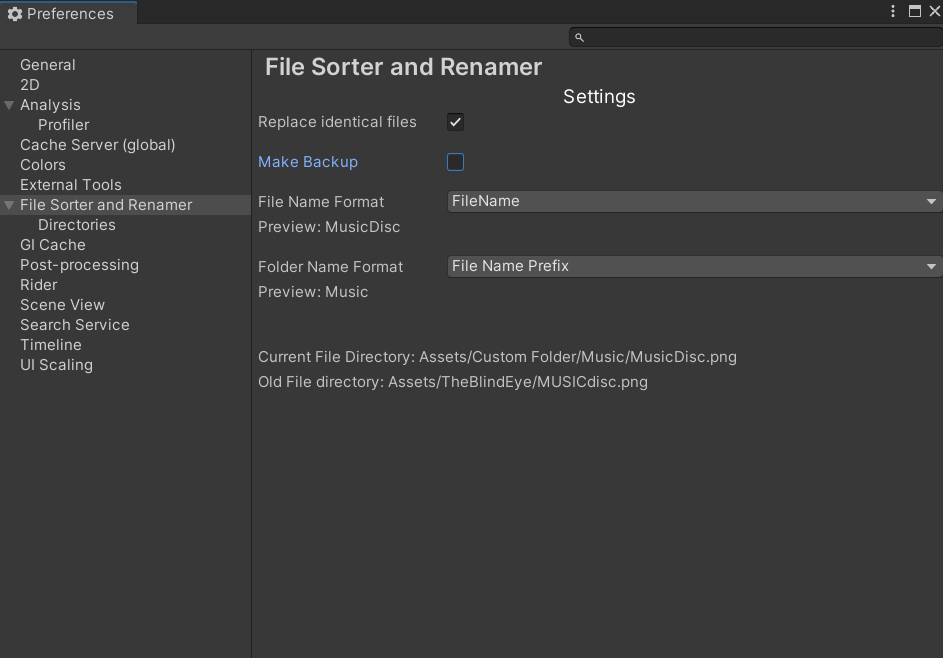 Preferences
General
2D
Analysis
Profiler
Cache Server (global)
Colors
External Tools
File Sorter and Renamer
Directories
GI Cache
Post-processing
Rider
Scene View
Search Service
Timeline
UI Scaling
File Sorter and Renamer
Settings
Replace identical files
Make Backup
File Name Format FileName
Preview: MusicDisc
Folder Name Format File Name Prefix
Preview: Music
Current File Directory: Assets/Custom Folder/Music/MusicDisc.png
Old File directory: Assets/TheBlindEye/MUSICdisc.png